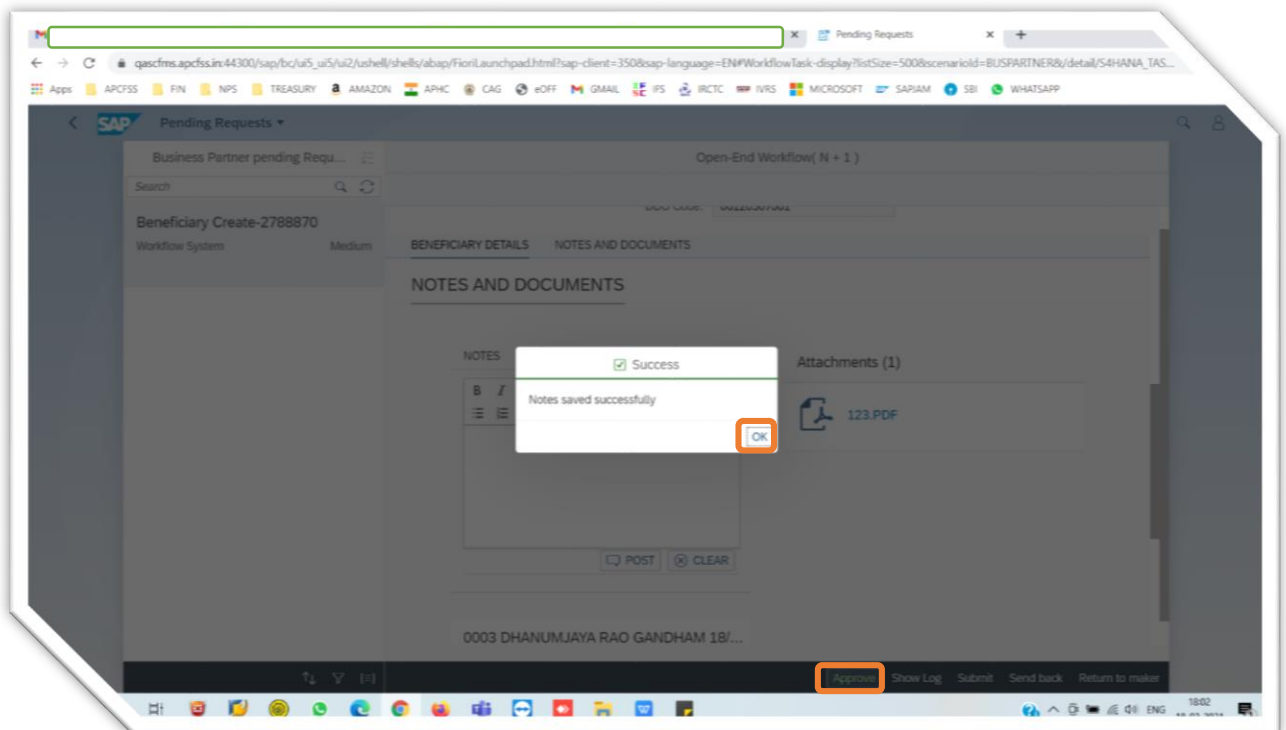 Pending Requests
qascfms.apcfss.in:44300/sap/bc/ui5_ui5/ui2/ushell/shells/abap/FioriLaunchpad.html?sap-client=350&sap-language=EN#WorkflowTask-display?listSize=500&scenarioId=BUSPARTNER&/detail/S4HANA_TAS...
Apps APCFSS FIN NPS TREASURY AMAZON APHC CAG eOFF GMAIL IFS IRCTC IVRS MICROSOFT SAPJAM SBI WHATSAPP
SAP Pending Requests
Business Partner pending Requ... Open-End Workflow( N + 1 )
Search
Beneficiary Create-2788870
Workflow System Medium
BENEFICIARY DETAILS NOTES AND DOCUMENTS
NOTES AND DOCUMENTS
NOTES
Success
Attachments (1)
B I
Notes saved successfully
123.PDF
OK
POST CLEAR
0003 DHANUMJAYA RAO GANDHAM 18/...
Approve Show Log Submit Send back Return to maker
ENG 18:02